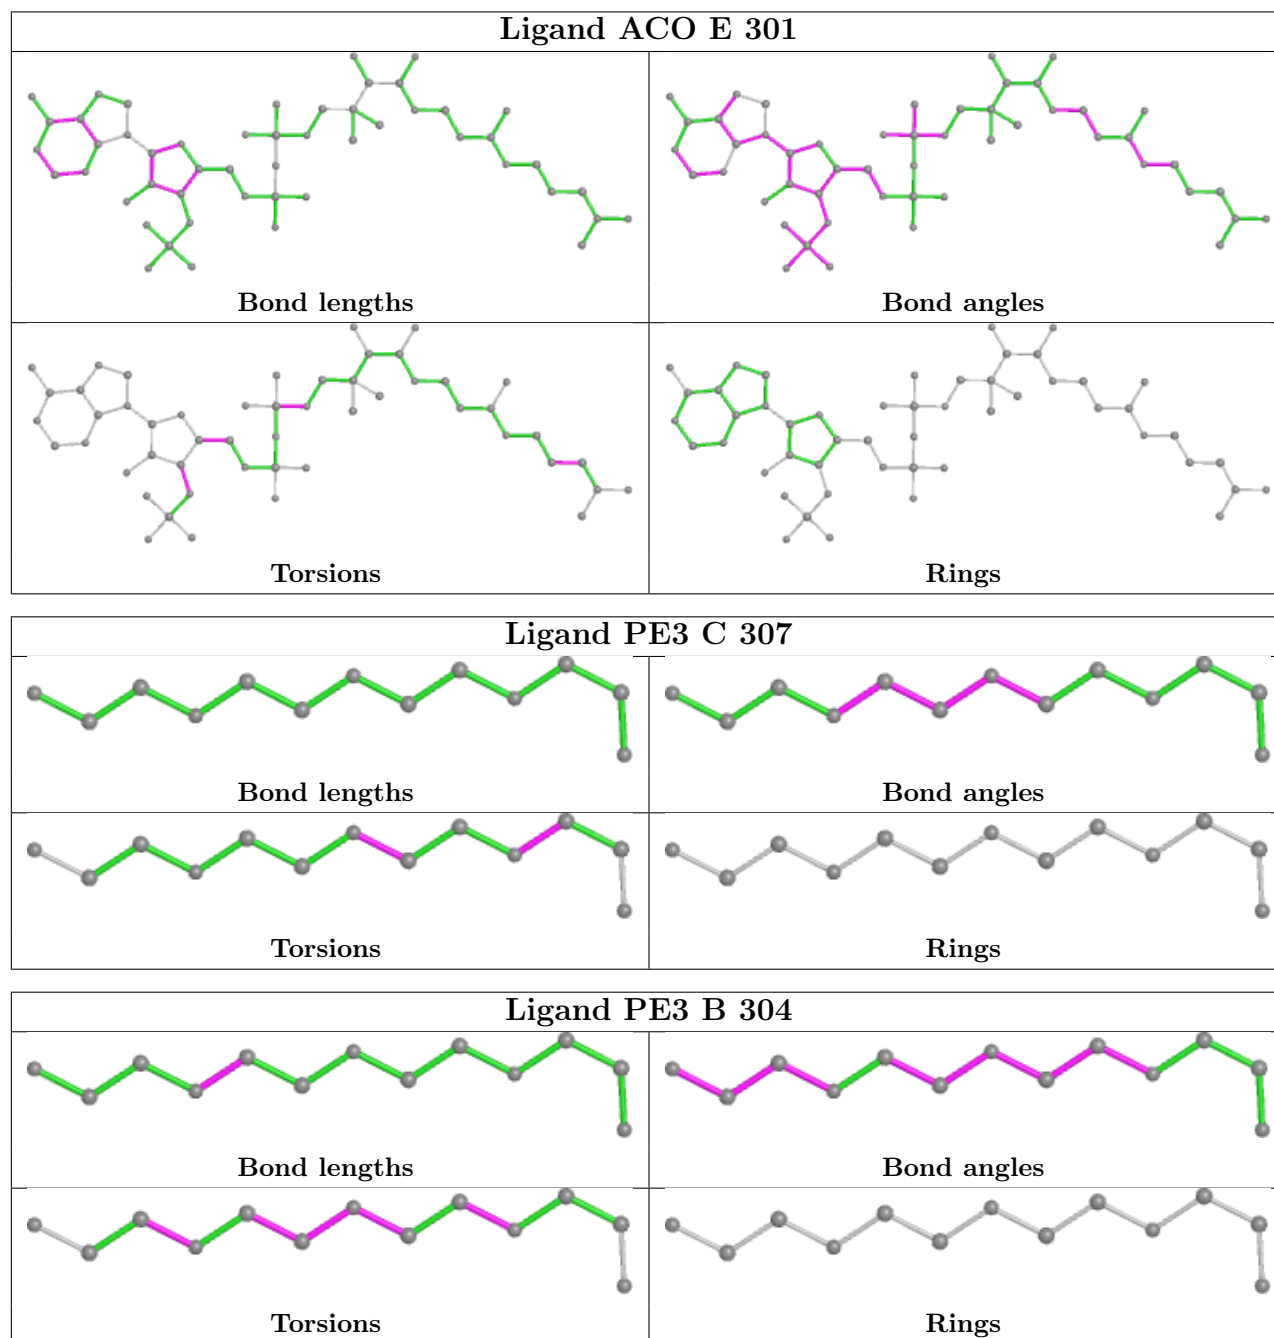 Ligand ACO E 301
Bond lengths
Bond angles
Torsions
Rings
Ligand PE3 C 307
Bond lengths
Bond angles
Torsions
Rings
Ligand PE3 B 304
Bond lengths
Bond angles
Torsions
Rings